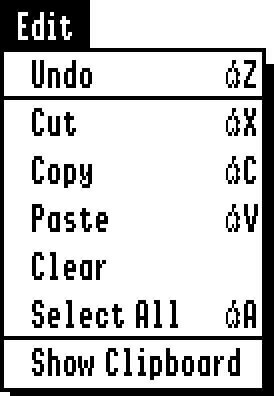 Edit
Undo Z
Cut X
Copy C
Paste V
Clear
Select All A
Show Clipboard